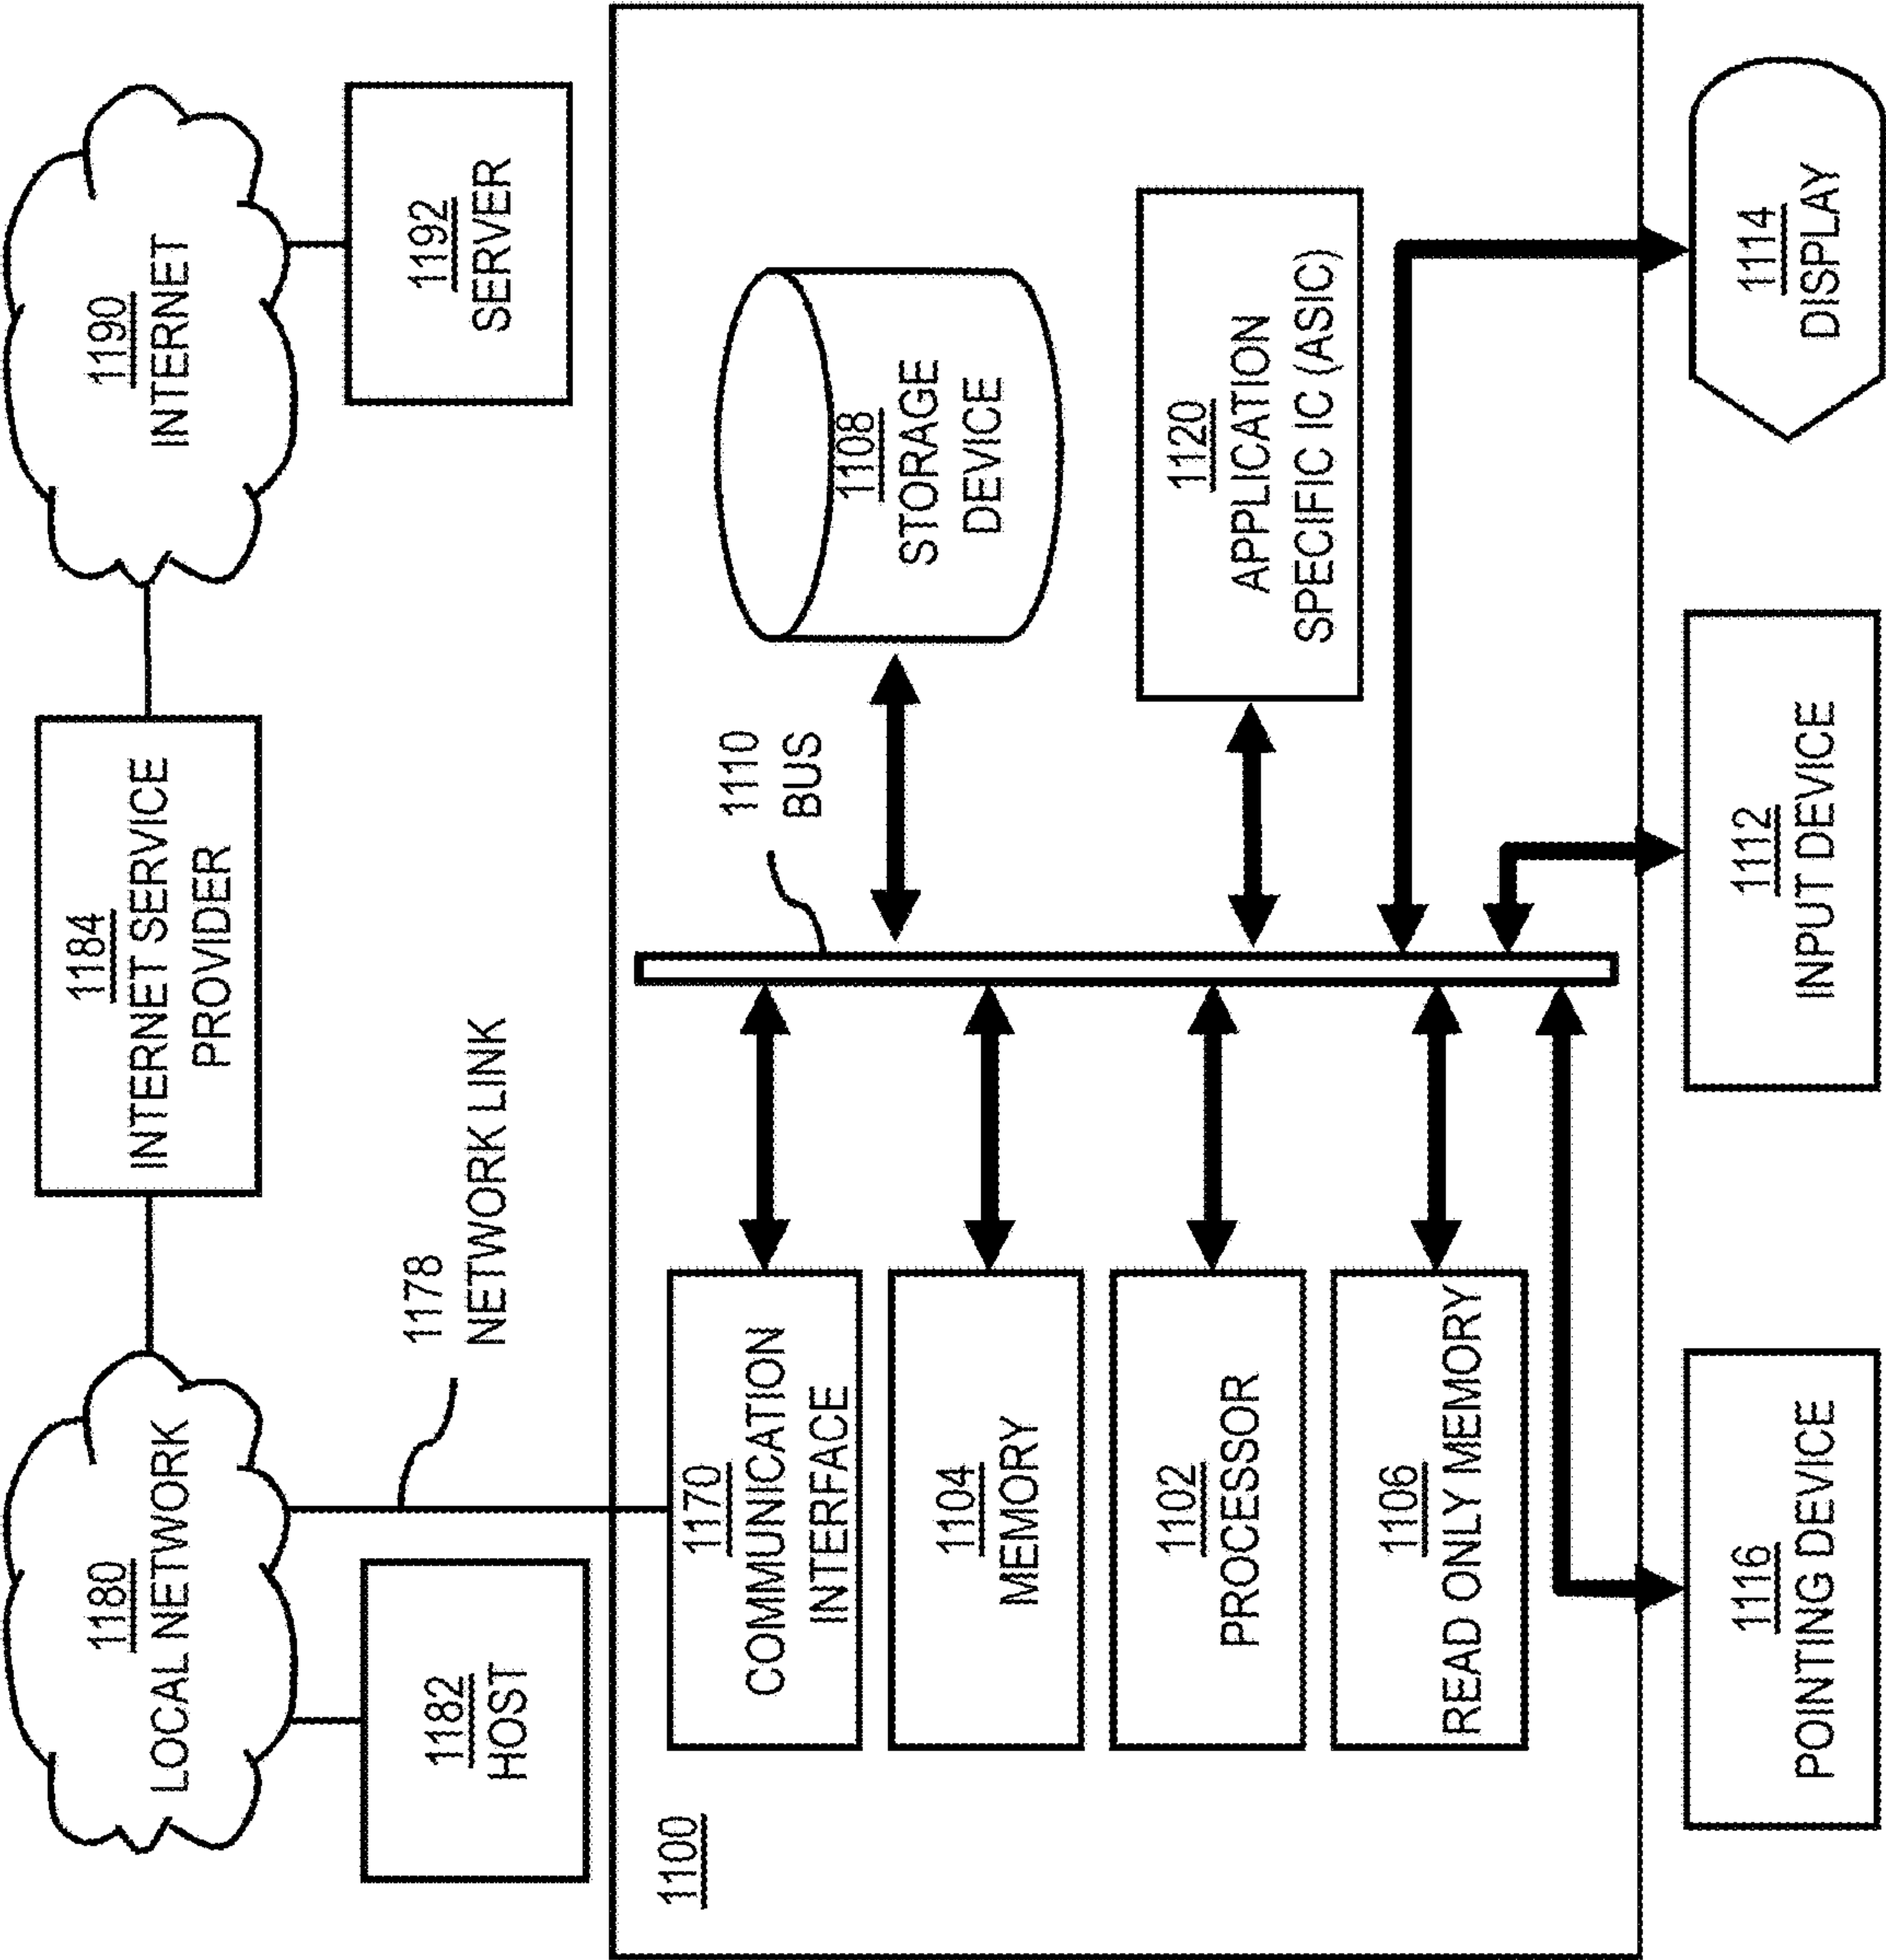 1180
LOCAL NETWORK
1184
INTERNET SERVICE
PROVIDER
1190
INTERNET
1182
HOST
1178
NETWORK LINK
1192
SERVER
1100
1170
COMMUNICATION
INTERFACE
1110
BUS
1108
STORAGE
DEVICE
1104
MEMORY
1102
PROCESSOR
1120
APPLICATION
SPECIFIC IC (ASIC)
1106
READ ONLY MEMORY
1116
POINTING DEVICE
1112
INPUT DEVICE
1114
DISPLAY